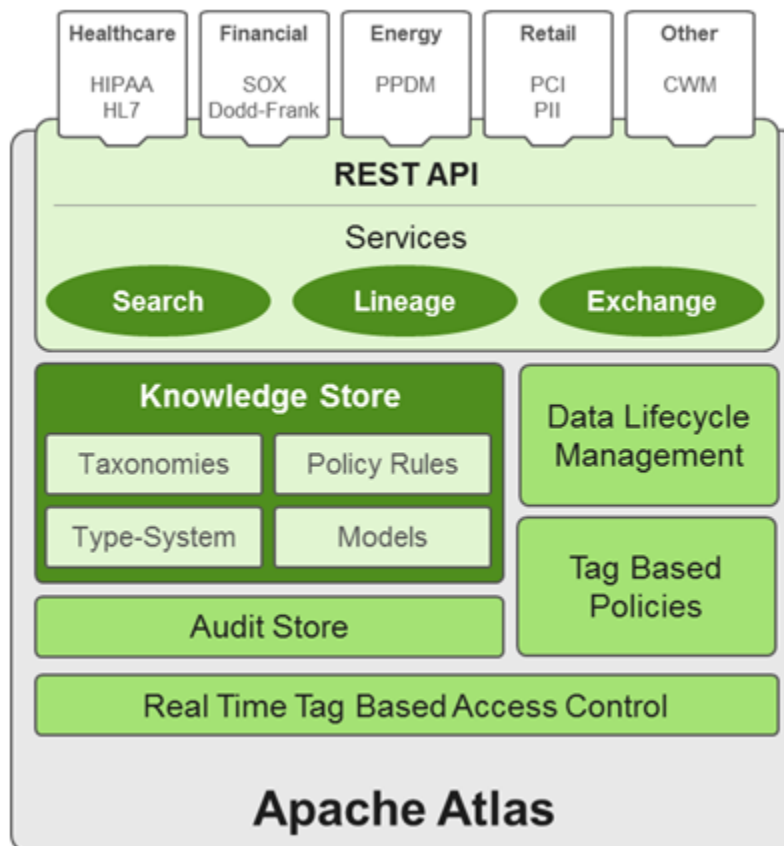 Healthcare
HIPAA
HL7
Financial
SOX
Dodd-Frank
Energy
PPDM
Retail
PCI
PII
Other
CWM
REST API
Services
Search
Lineage
Exchange
Knowledge Store
Taxonomies
Policy Rules
Type-System
Models
Data Lifecycle
Management
Tag Based
Policies
Audit Store
Real Time Tag Based Access Control
Apache Atlas